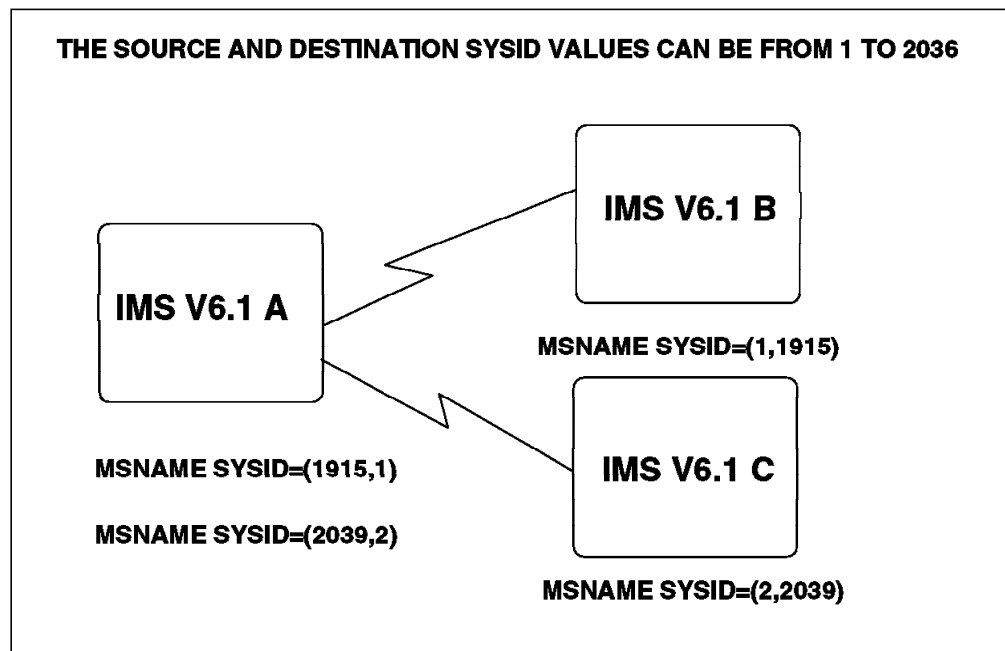 THE SOURCE AND DESTINATION SYSID VALUES CAN BE FROM 1 TO 2036
IMS V6.1 B
IMS V6.1 A
MSNAME SYSID=(1,1915)
MSNAME SYSID=(1915,1)
IMS V6.1 C
MSNAME SYSID=(2039,2)
MSNAME SYSID=(2,2039)